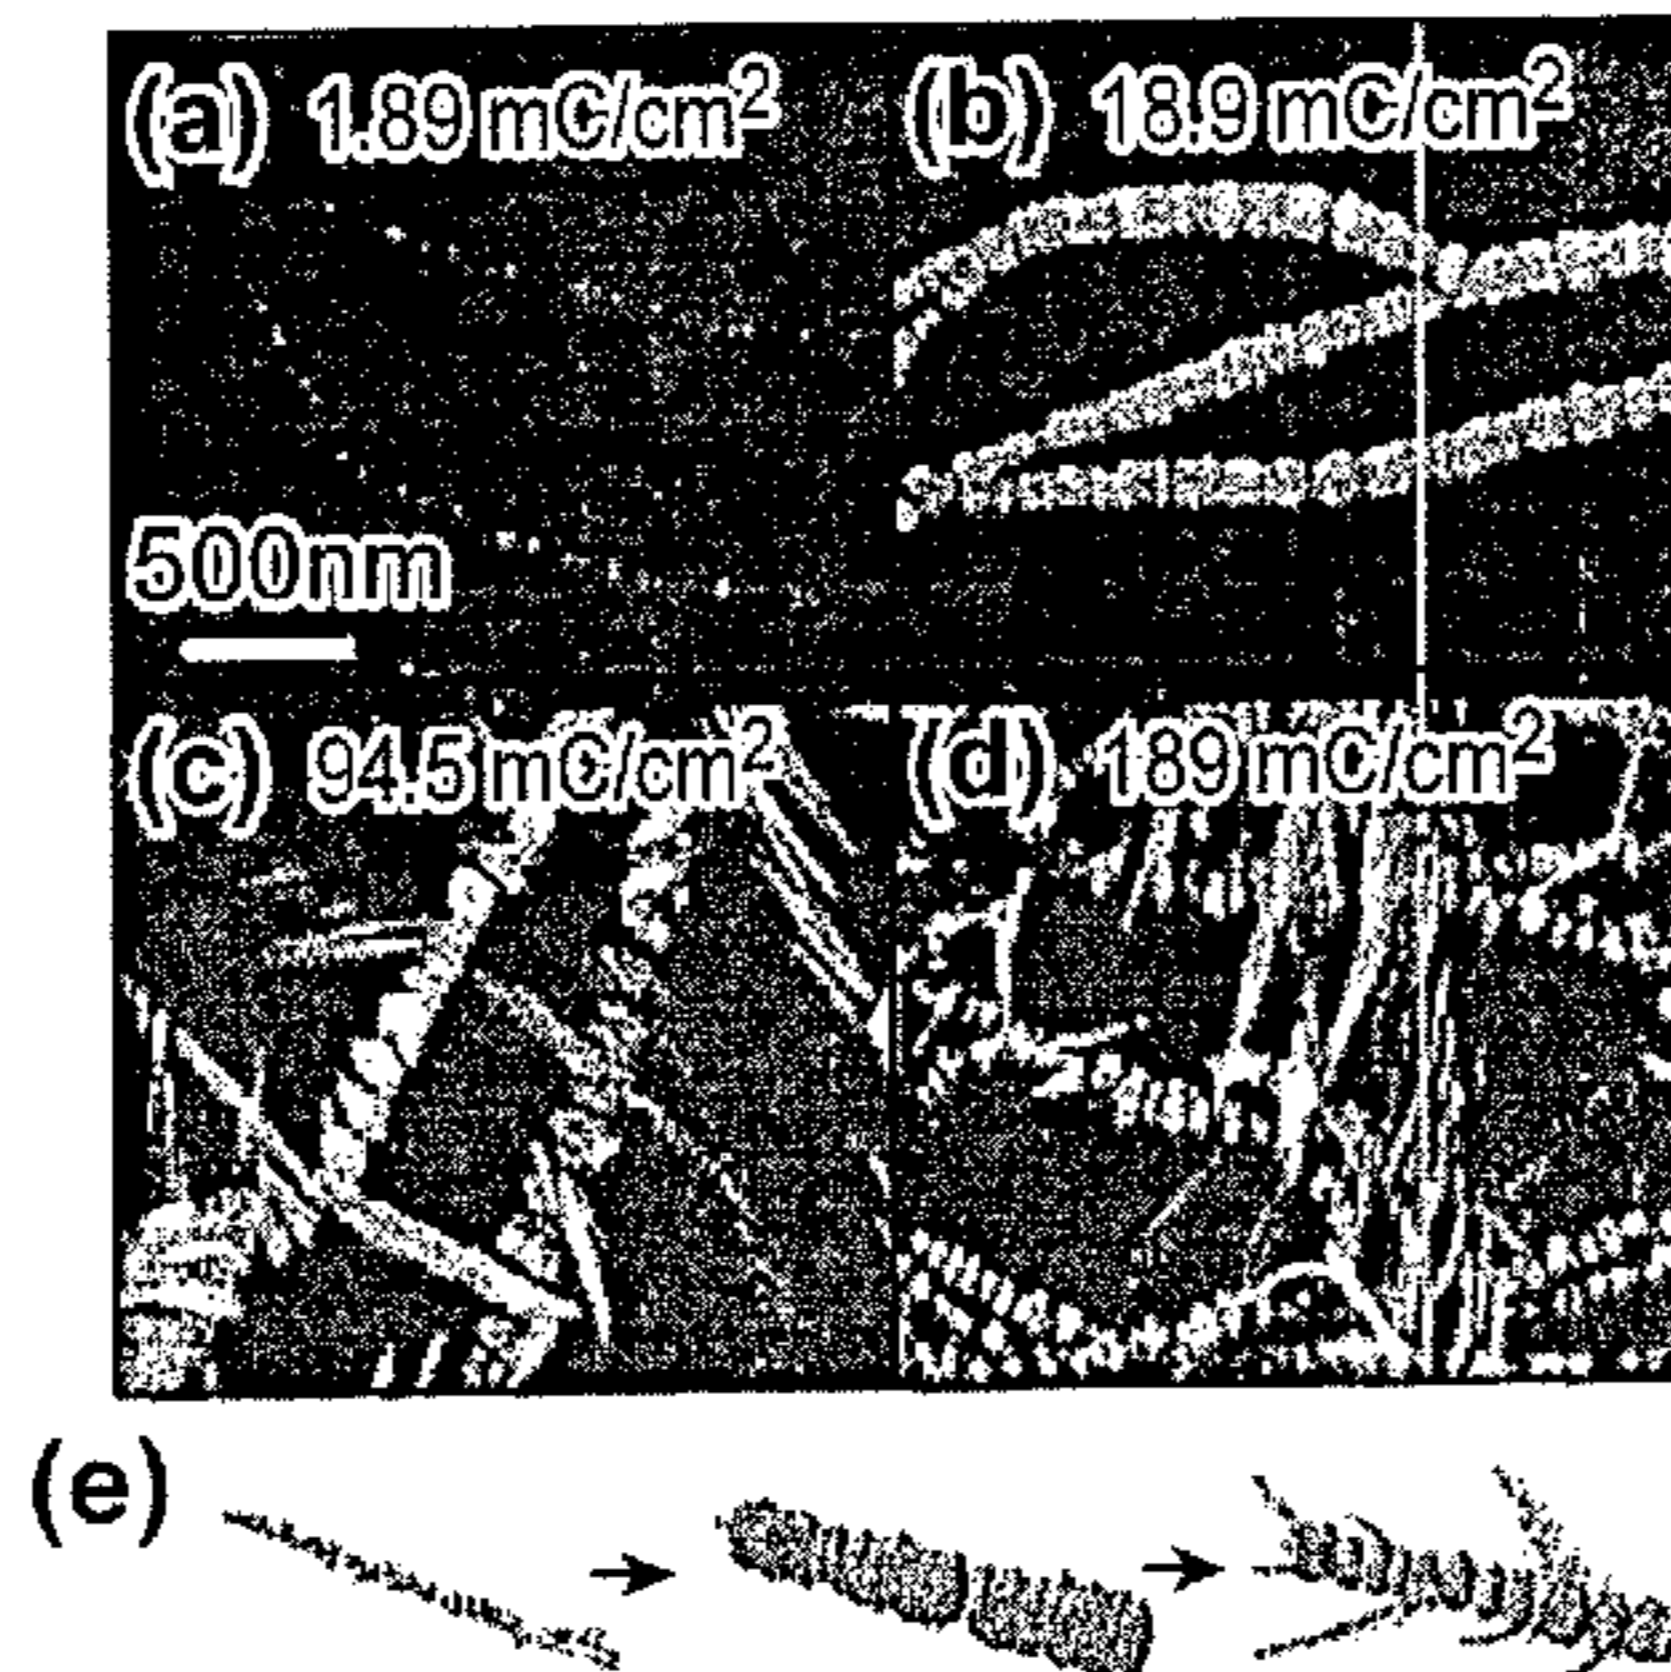 (a) 1.89 mC/cm²
(b) 18.9 mC/cm²
500nm
(c) 94.5 mC/cm²
(d) 189 mC/cm²
(e)